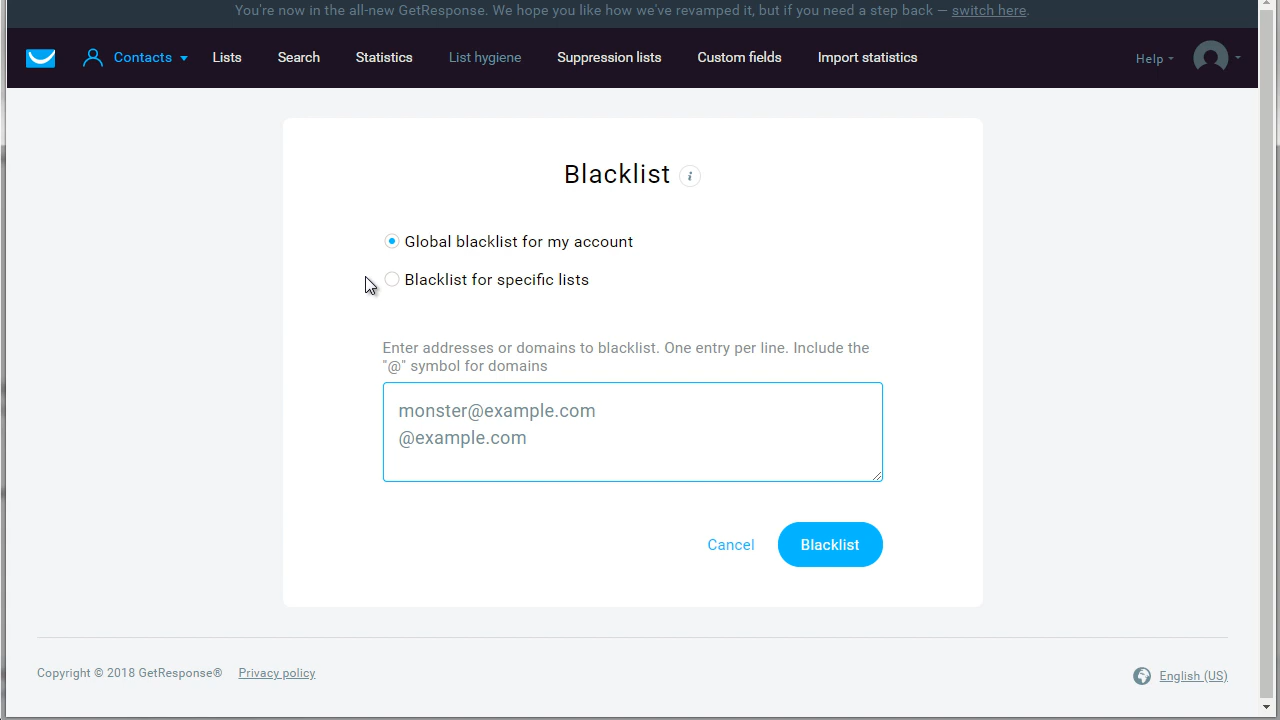 You're now in the all-new GetResponse. We hope you like how we've revamped it, but if you need a step back — switch here.
Contacts Lists Search Statistics List hygiene Suppression lists Custom fields Import statistics Help
Blacklist i
Global blacklist for my account
Blacklist for specific lists
Enter addresses or domains to blacklist. One entry per line. Include the
"@" symbol for domains
monster@example.com
@example.com
Cancel Blacklist
Copyright © 2018 GetResponse® Privacy policy English (US)